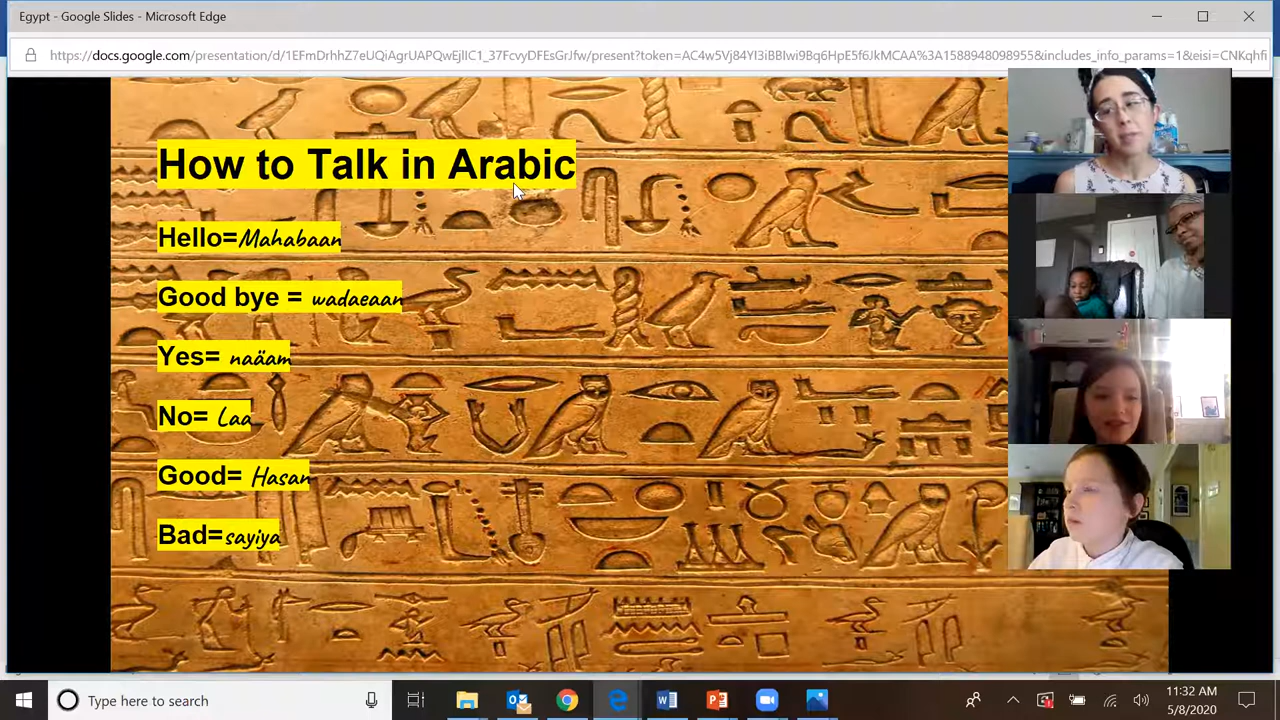 Egypt - Google Slides - Microsoft Edge
https://docs.google.com/presentation/d/1EFmDrhhZ7eUQiAgrUAPQwEjlIC1_37FcvyDFEsGrJfw/present?token=AC4w5Vj84YI3iBBIwi9Bq6HpE5f6JkMCAA%3A1588948098955&includes_info_params=1&eisi=CNKqhfi
How to Talk in Arabic
Hello=Mahabaan
Good bye = wadaeaan
Yes= naäam
No= Laa
Good= Hasan
Bad=sayiya
Type here to search
11:32 AM
5/8/2020